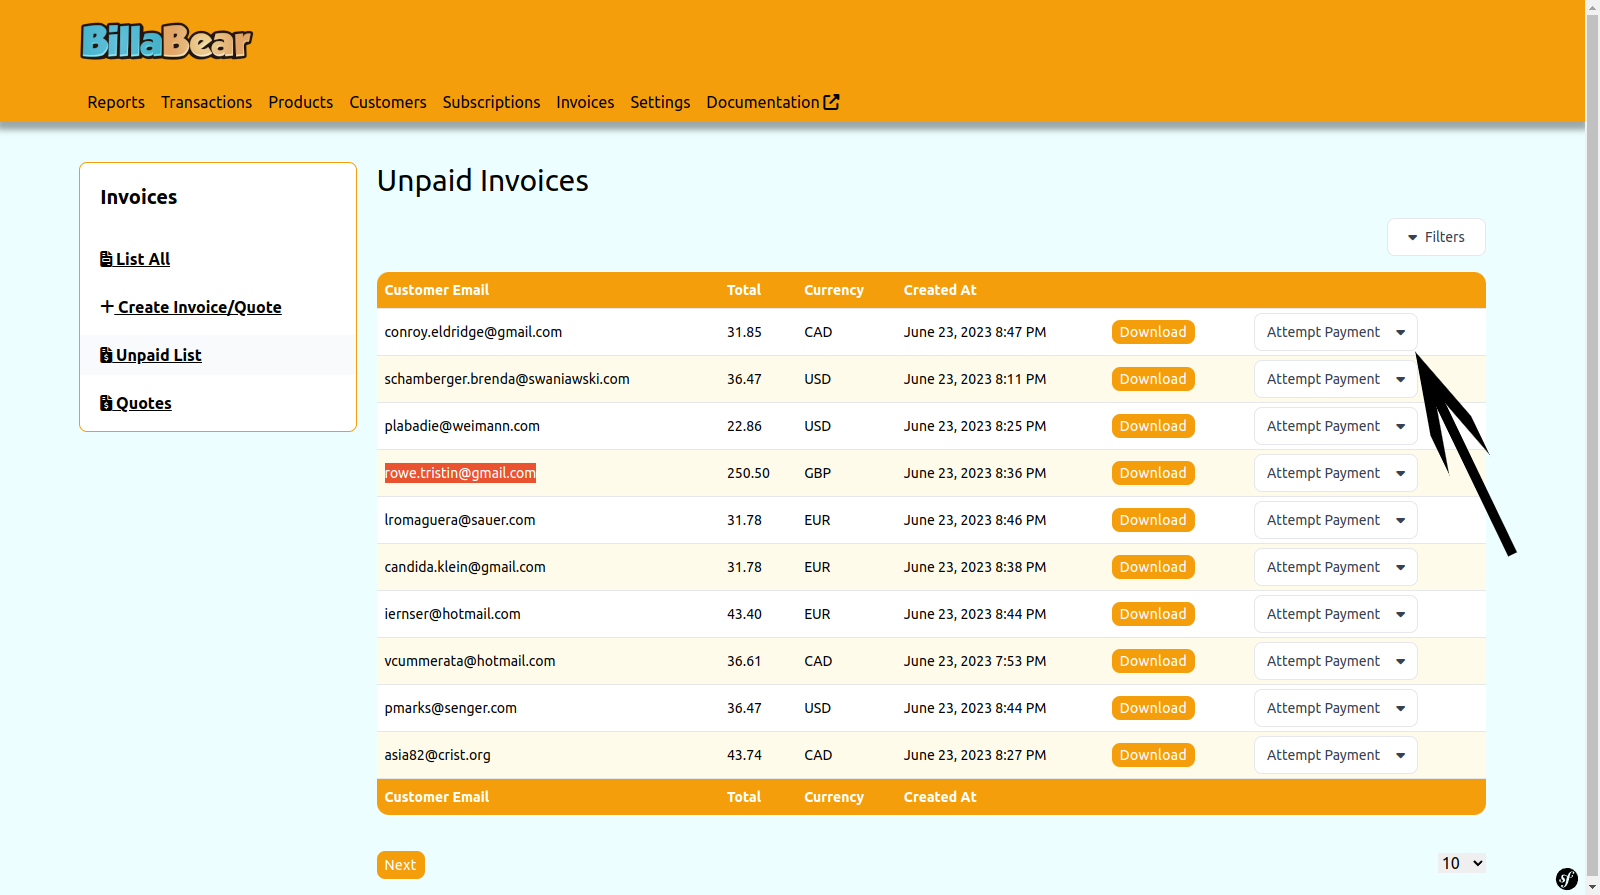 BillaBear
Reports Transactions Products Customers Subscriptions Invoices Settings Documentation
Invoices
List All
Create Invoice/Quote
Unpaid List
Quotes
Unpaid Invoices
Filters
Customer Email Total Currency Created At
conroy.eldridge@gmail.com 31.85 CAD June 23, 2023 8:47 PM Download Attempt Payment
schamberger.brenda@swaniawski.com 36.47 USD June 23, 2023 8:11 PM Download Attempt Payment
plabadie@weimann.com 22.86 USD June 23, 2023 8:25 PM Download Attempt Payment
rowe.tristin@gmail.com 250.50 GBP June 23, 2023 8:36 PM Download Attempt Payment
lromaguera@sauer.com 31.78 EUR June 23, 2023 8:46 PM Download Attempt Payment
candida.klein@gmail.com 31.78 EUR June 23, 2023 8:38 PM Download Attempt Payment
iernser@hotmail.com 43.40 EUR June 23, 2023 8:44 PM Download Attempt Payment
vcummerata@hotmail.com 36.61 CAD June 23, 2023 7:53 PM Download Attempt Payment
pmarks@senger.com 36.47 USD June 23, 2023 8:44 PM Download Attempt Payment
asia82@crist.org 43.74 CAD June 23, 2023 8:27 PM Download Attempt Payment
Customer Email Total Currency Created At
Next 10
sf